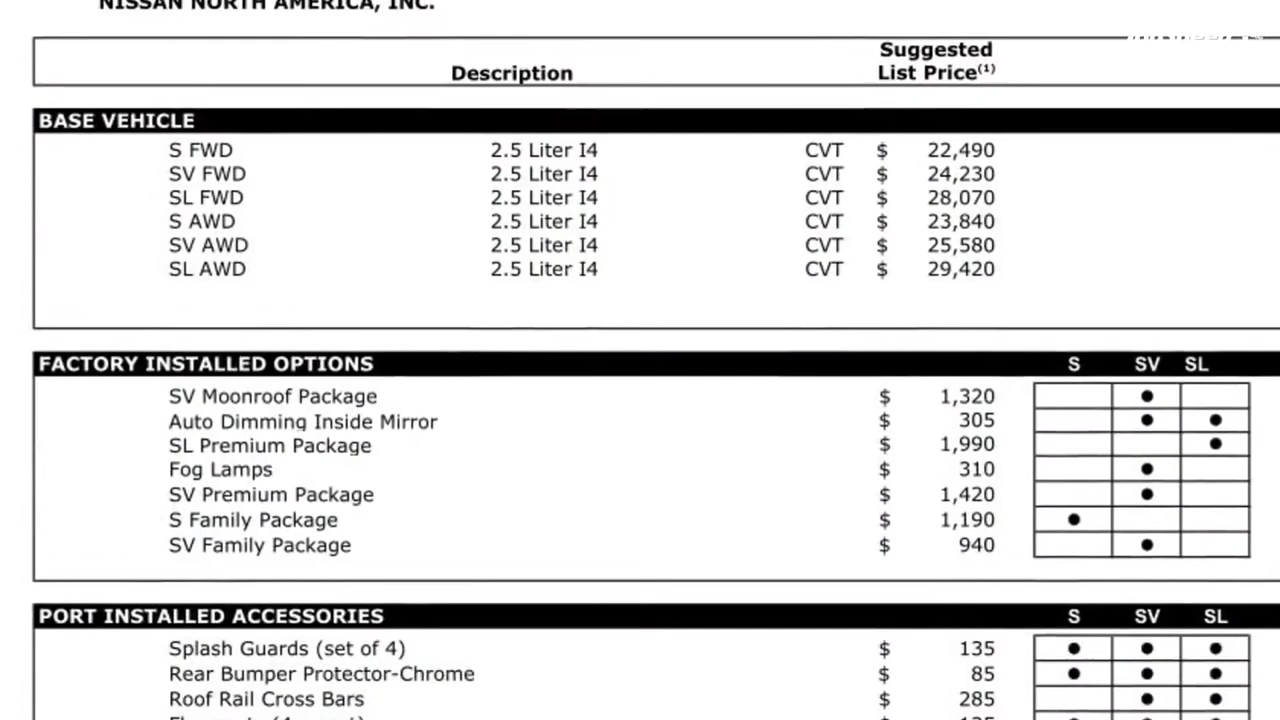 NISSAN NORTH AMERICA, INC.
Suggested
Description List Price(1)
BASE VEHICLE
S FWD 2.5 Liter I4 CVT $ 22,490
SV FWD 2.5 Liter I4 CVT $ 24,230
SL FWD 2.5 Liter I4 CVT $ 28,070
S AWD 2.5 Liter I4 CVT $ 23,840
SV AWD 2.5 Liter I4 CVT $ 25,580
SL AWD 2.5 Liter I4 CVT $ 29,420
FACTORY INSTALLED OPTIONS S SV SL
SV Moonroof Package $ 1,320 ●
Auto Dimming Inside Mirror $ 305 ● ●
SL Premium Package $ 1,990 ●
Fog Lamps $ 310 ●
SV Premium Package $ 1,420 ●
S Family Package $ 1,190 ●
SV Family Package $ 940 ●
PORT INSTALLED ACCESSORIES S SV SL
Splash Guards (set of 4) $ 135 ● ● ●
Rear Bumper Protector-Chrome $ 85 ● ● ●
Roof Rail Cross Bars $ 285 ● ●